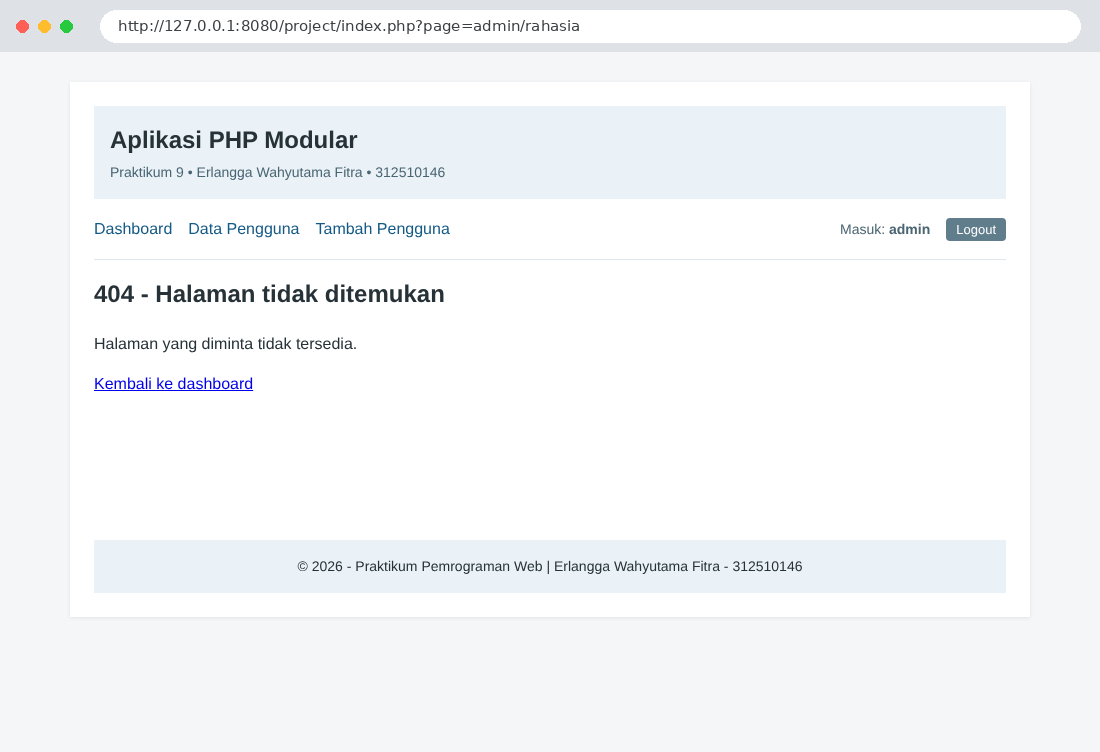 http://127.0.0.1:8080/project/index.php?page=admin/rahasia
Aplikasi PHP Modular
Praktikum 9 • Erlangga Wahyutama Fitra • 312510146
Dashboard Data Pengguna Tambah Pengguna Masuk: admin Logout
404 - Halaman tidak ditemukan
Halaman yang diminta tidak tersedia.
Kembali ke dashboard
© 2026 - Praktikum Pemrograman Web | Erlangga Wahyutama Fitra - 312510146